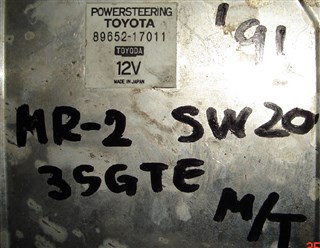 POWERSTEERING
TOYOTA
89652-17011
TOYODA
12V
MADE IN JAPAN
'91
MR-2 SW20
3SGTE
M/T